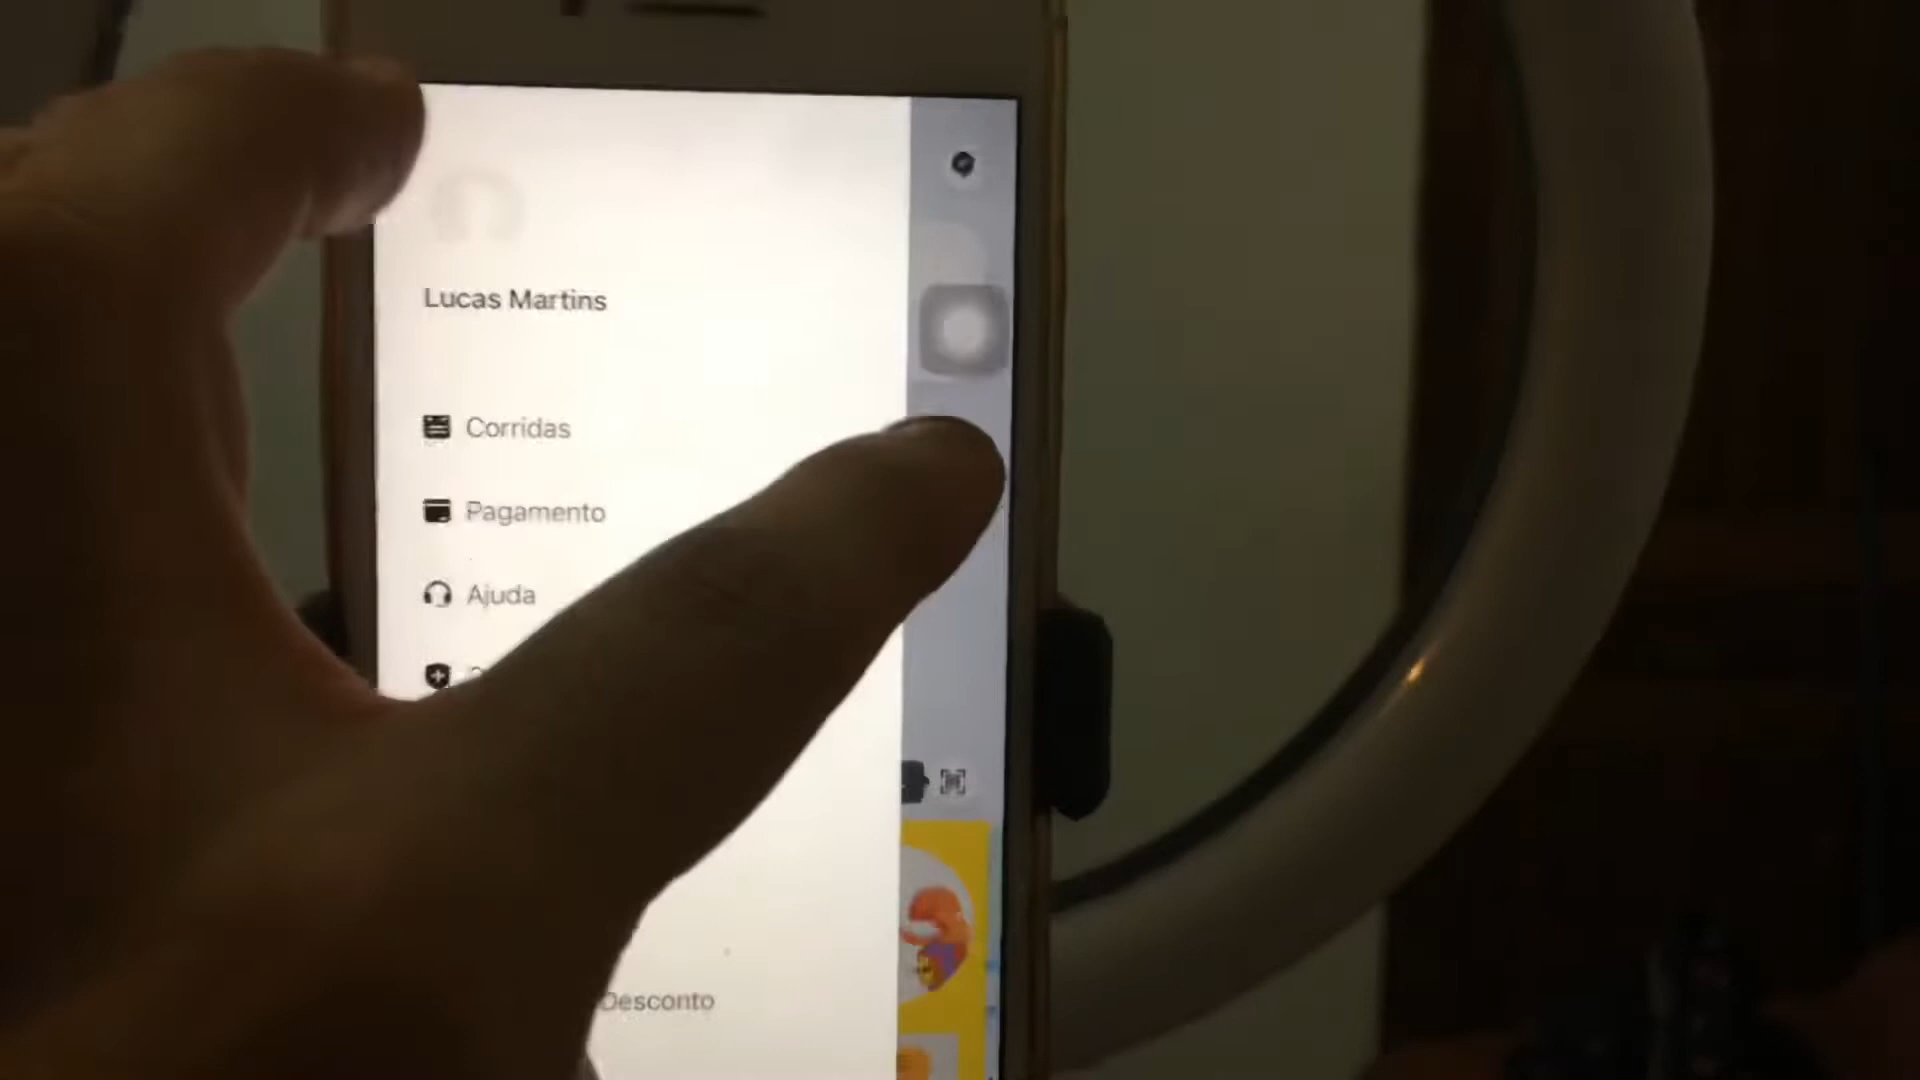 Lucas Martins
Corridas
Pagamento
Ajuda
Desconto